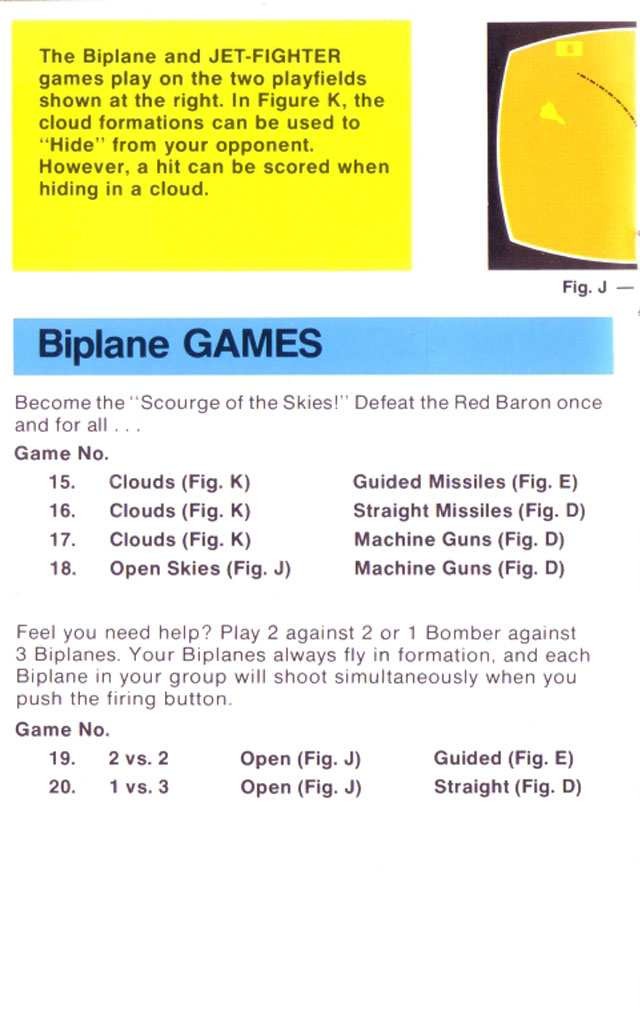 The Biplane and JET-FIGHTER
games play on the two playfields
shown at the right. In Figure K, the
cloud formations can be used to
"Hide" from your opponent.
However, a hit can be scored when
hiding in a cloud.
Fig. J —
Biplane GAMES
Become the "Scourge of the Skies!" Defeat the Red Baron once
and for all . . .
Game No.
15. Clouds (Fig. K) Guided Missiles (Fig. E)
16. Clouds (Fig. K) Straight Missiles (Fig. D)
17. Clouds (Fig. K) Machine Guns (Fig. D)
18. Open Skies (Fig. J) Machine Guns (Fig. D)
Feel you need help? Play 2 against 2 or 1 Bomber against
3 Biplanes. Your Biplanes always fly in formation, and each
Biplane in your group will shoot simultaneously when you
push the firing button.
Game No.
19. 2 vs. 2 Open (Fig. J) Guided (Fig. E)
20. 1 vs. 3 Open (Fig. J) Straight (Fig. D)